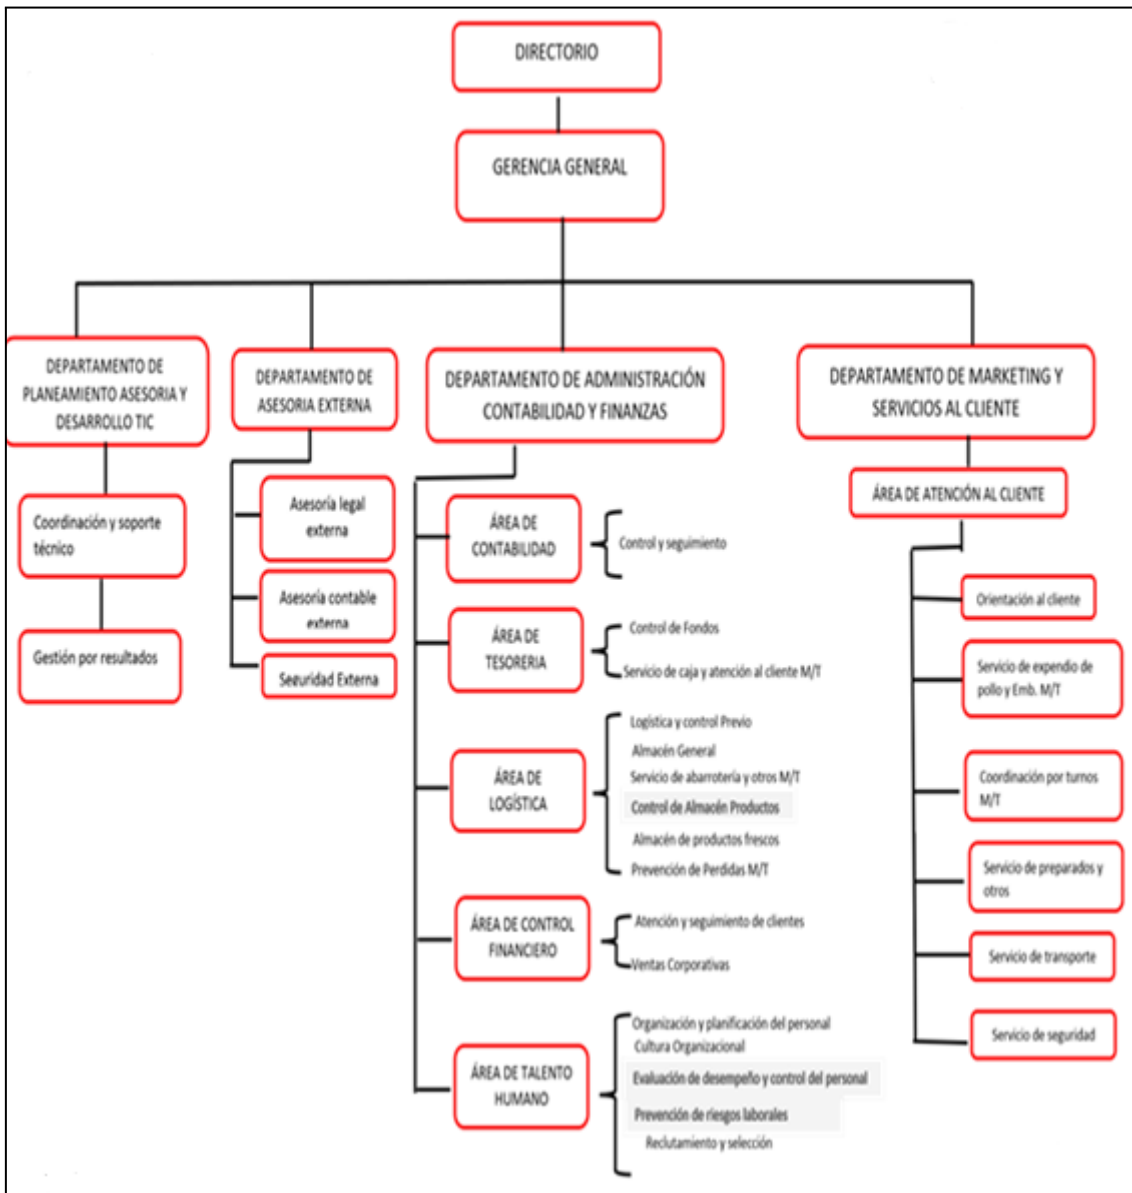 DIRECTORIO
GERENCIA GENERAL
DEPARTAMENTO DE
PLANEAMIENTO ASESORIA Y
DESARROLLO TIC
Coordinación y soporte
técnico
Gestión por resultados
DEPARTAMENTO DE
ASESORIA EXTERNA
Asesoría legal
externa
Asesoría contable
externa
Seguridad Externa
DEPARTAMENTO DE ADMINISTRACIÓN
CONTABILIDAD Y FINANZAS
ÁREA DE
CONTABILIDAD
Control y seguimiento
ÁREA DE
TESORERIA
Control de Fondos
Servicio de caja y atención al cliente M/T
ÁREA DE
LOGÍSTICA
Logística y control Previo
Almacén General
Servicio de abarrotería y otros M/T
Control de Almacén Productos
Almacén de productos frescos
Prevención de Perdidas M/T
ÁREA DE CONTROL
FINANCIERO
Atención y seguimiento de clientes
Ventas Corporativas
ÁREA DE TALENTO
HUMANO
Organización y planificación del personal
Cultura Organizacional
Evaluación de desempeño y control del personal
Prevención de riesgos laborales
Reclutamiento y selección
DEPARTAMENTO DE MARKETING Y
SERVICIOS AL CLIENTE
ÁREA DE ATENCIÓN AL CLIENTE
Orientación al cliente
Servicio de expendio de
pollo y Emb. M/T
Coordinación por turnos
M/T
Servicio de preparados y
otros
Servicio de transporte
Servicio de seguridad